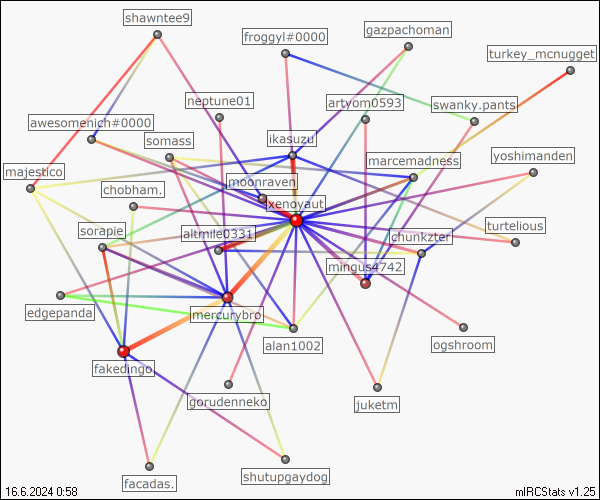 shawntee9
froggyl#0000
gazpachoman
turkey_mcnugget
neptune01
artyom0593
swanky.pants
awesomenich#0000
somass
ikasuzu
marcemadness
yoshimanden
majestico
chobham.
moonraven
xenoyaut
sorapie
altmile0331
chunkzter
turtelious
mingus4742
edgepanda
mercurybro
alan1002
ogshroom
fakedingo
gorudenneko
juketm
facadas.
shutupgaydog
16.6.2024 0:58
mIRCStats v1.25